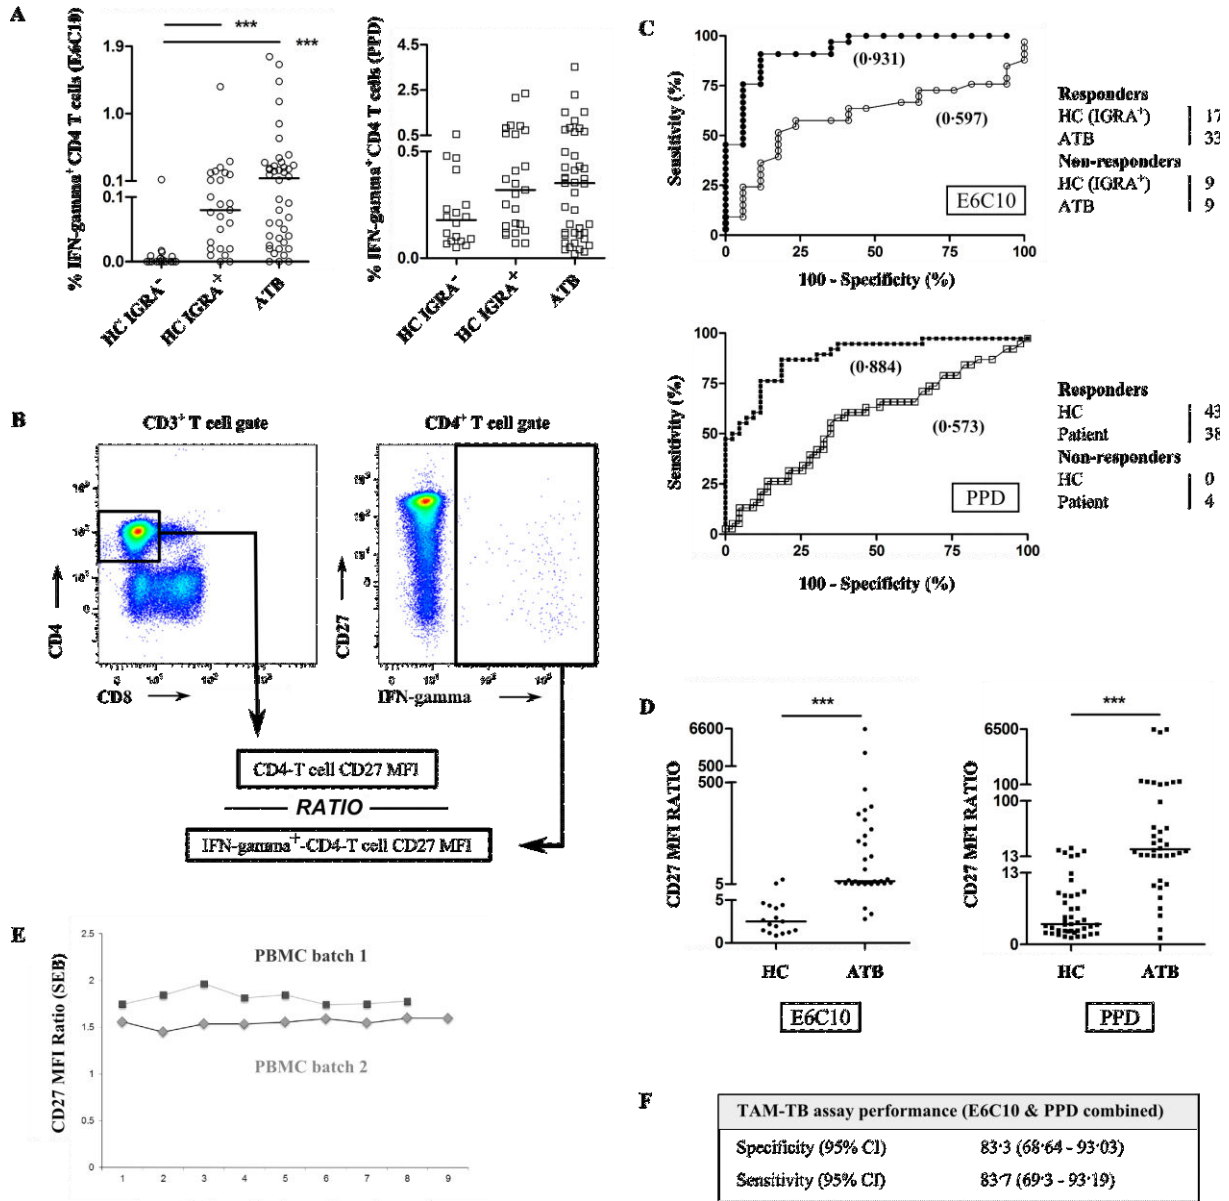 A
% IFN-gamma⁺ CD4 T cells (E6C10)
***
***
1.9
1.0
0.1
0.1
0.0
HC IGRA⁻
HC IGRA⁺
ATB
% IFN-gamma⁺ CD4 T cells (PPD)
4.5
2.5
0.5
0.5
0.0
HC IGRA⁻
HC IGRA⁺
ATB
C
Sensitivity (%)
100
75
50
25
0
(0·931)
(0·597)
E6C10
0 25 50 75 100
100 - Specificity (%)
Responders
HC (IGRA⁺) 17
ATB 33
Non-responders
HC (IGRA⁺) 9
ATB 9
Sensitivity (%)
100
75
50
25
0
(0·884)
(0·573)
PPD
0 25 50 75 100
100 - Specificity (%)
Responders
HC 43
Patient 38
Non-responders
HC 0
Patient 4
B
CD3⁺ T cell gate
CD4⁺ T cell gate
CD4
CD8
CD27
IFN-gamma
CD4-T cell CD27 MFI
RATIO
IFN-gamma⁺-CD4-T cell CD27 MFI
D
CD27 MFI RATIO
***
6600
500
500
5
5
0
HC ATB
E6C10
CD27 MFI RATIO
***
6500
100
100
13
13
0
HC ATB
PPD
E
CD27 MFI Ratio (SEB)
2.5
2
1.5
1
0.5
0
PBMC batch 1
PBMC batch 2
1 2 3 4 5 6 7 8 9
F
TAM-TB assay performance (E6C10 & PPD combined)
Specificity (95% CI) 83·3 (68·64 - 93·03)
Sensitivity (95% CI) 83·7 (69·3 - 93·19)